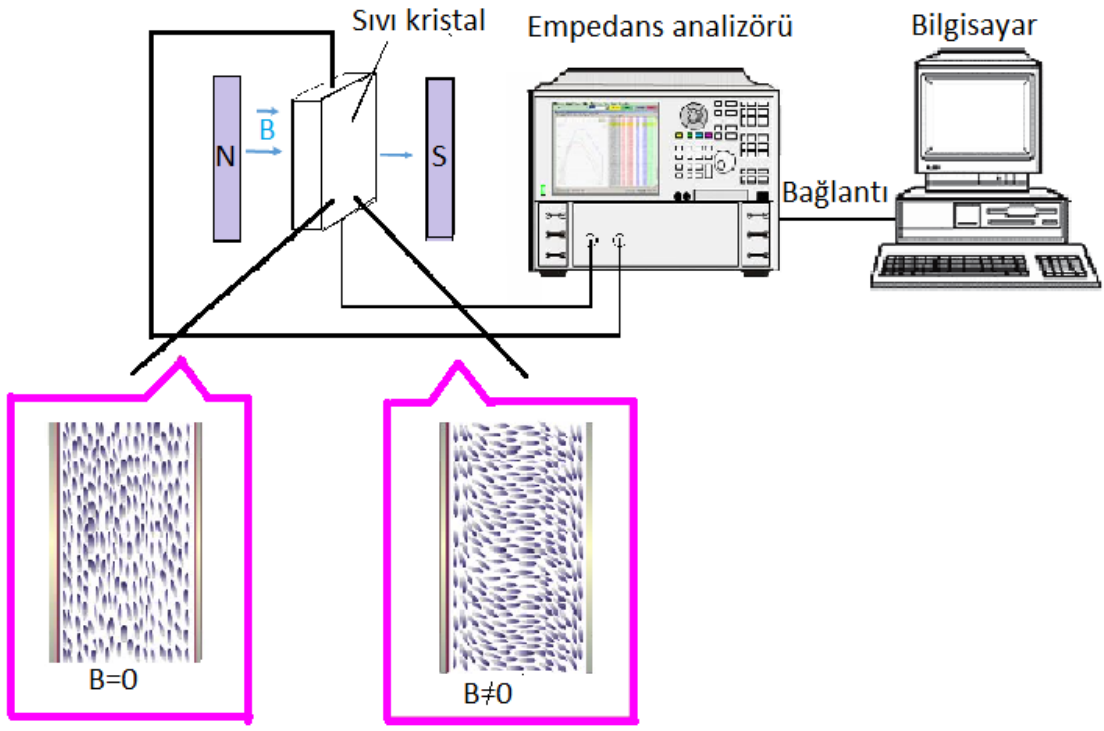 Sıvı kristal
Empedans analizörü
Bilgisayar
B
N
S
Bağlantı
B=0
B≠0